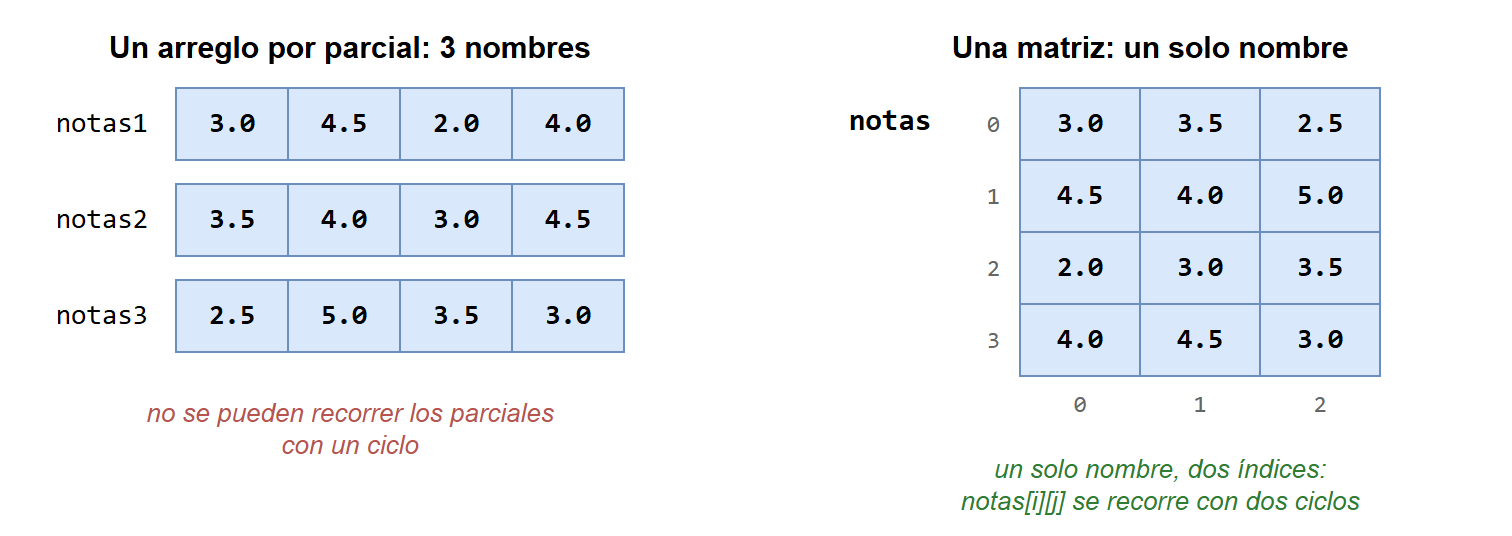 Un arreglo por parcial: 3 nombres
notas1 3.0 4.5 2.0 4.0
notas2 3.5 4.0 3.0 4.5
notas3 2.5 5.0 3.5 3.0
no se pueden recorrer los parciales
con un ciclo
Una matriz: un solo nombre
notas 0 3.0 3.5 2.5
1 4.5 4.0 5.0
2 2.0 3.0 3.5
3 4.0 4.5 3.0
0 1 2
un solo nombre, dos índices:
notas[i][j] se recorre con dos ciclos